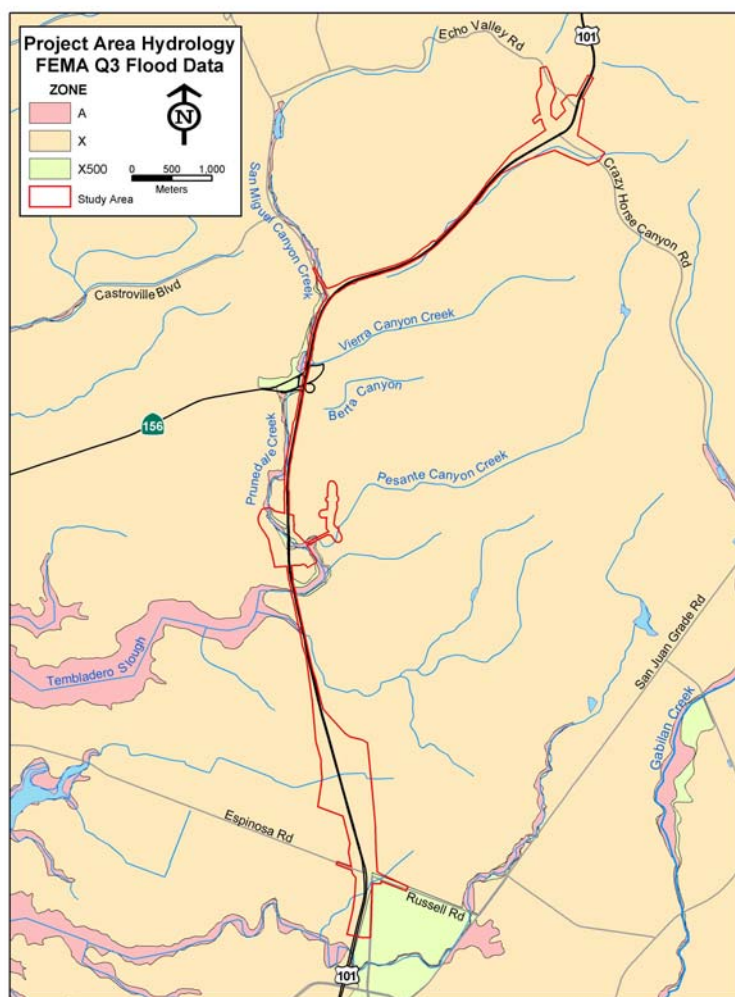 Project Area Hydrology
FEMA Q3 Flood Data
ZONE
A
X
X500
Study Area
N
0 500 1,000
Meters
101
Echo Valley Rd
San Miguel Canyon Creek
Crazy Horse Canyon Rd
Castroville Blvd
Vierra Canyon Creek
Berta Canyon
156
Prunedale Creek
Pesante Canyon Creek
San Juan Grade Rd
Tembladero Slough
Gabilan Creek
Espinosa Rd
Russell Rd
101